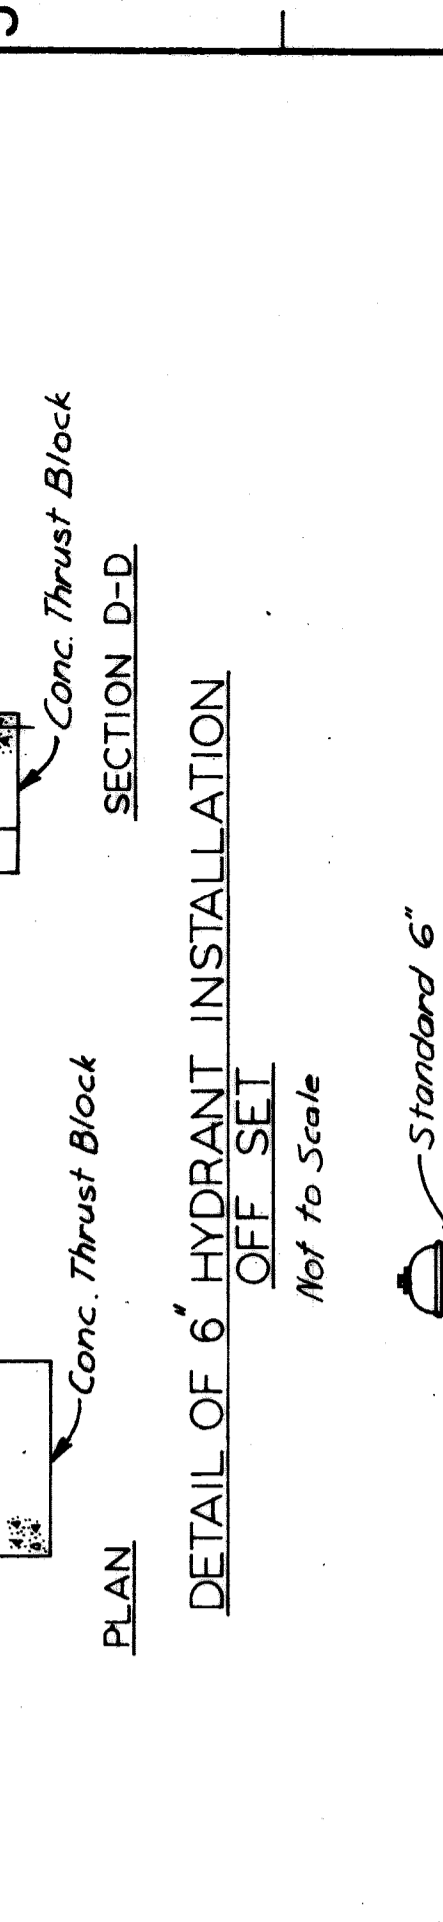 Conc. Thrust Block
SECTION D-D
Conc. Thrust Block
PLAN
DETAIL OF 6" HYDRANT INSTALLATION
OFF SET
Not to Scale
Standard 6"